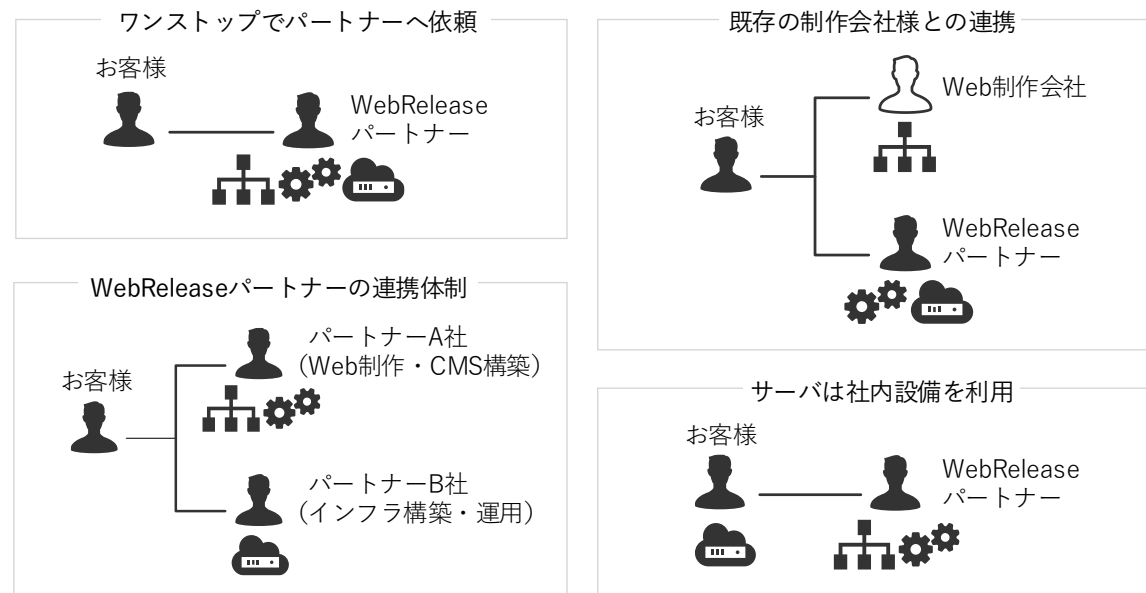 ワンストップでパートナーへ依頼
お客様
WebRelease
パートナー
既存の制作会社様との連携
お客様
Web制作会社
WebRelease
パートナー
WebReleaseパートナーの連携体制
お客様
パートナーA社
（Web制作・CMS構築）
パートナーB社
（インフラ構築・運用）
サーバは社内設備を利用
お客様
WebRelease
パートナー